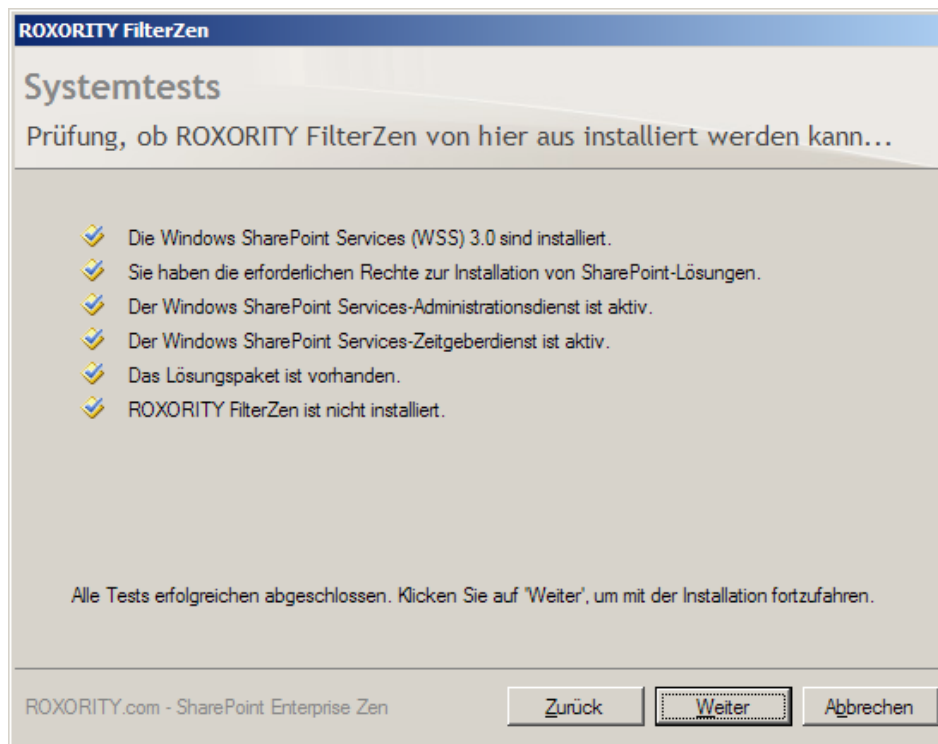 ROXORITY FilterZen
Systemtests
Prüfung, ob ROXORITY FilterZen von hier aus installiert werden kann...
Die Windows SharePoint Services (WSS) 3.0 sind installiert.
Sie haben die erforderlichen Rechte zur Installation von SharePoint-Lösungen.
Der Windows SharePoint Services-Administrationsdienst ist aktiv.
Der Windows SharePoint Services-Zeitgeberdienst ist aktiv.
Das Lösungspaket ist vorhanden.
ROXORITY FilterZen ist nicht installiert.
Alle Tests erfolgreichen abgeschlossen. Klicken Sie auf 'Weiter', um mit der Installation fortzufahren.
ROXORITY.com - SharePoint Enterprise Zen
Zurück
Weiter
Abbrechen